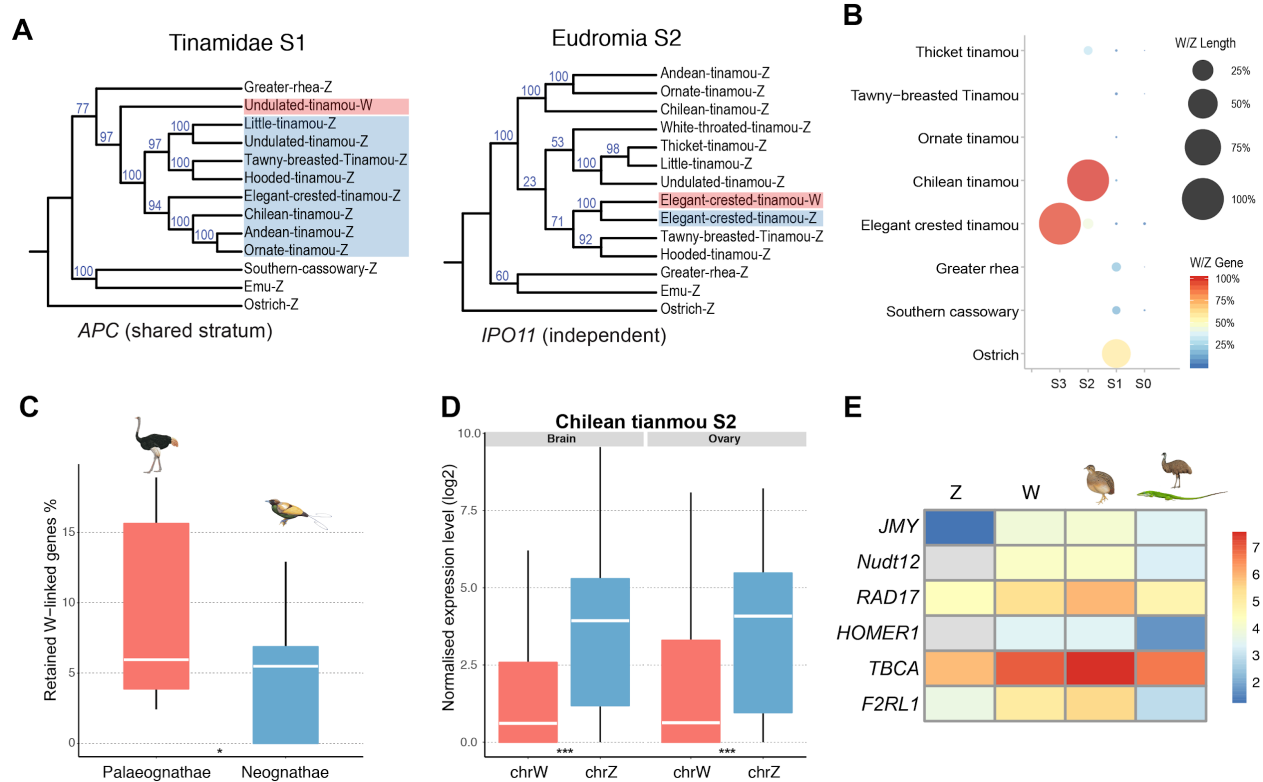 A
Tinamidae S1
77
97
100
97
100
100
94
100
100
100
Greater-rhea-Z
Undulated-tinamou-W
Little-tinamou-Z
Undulated-tinamou-Z
Tawny-breasted-Tinamou-Z
Hooded-tinamou-Z
Elegant-crested-tinamou-Z
Chilean-tinamou-Z
Andean-tinamou-Z
Ornate-tinamou-Z
Southern-cassowary-Z
Emu-Z
Ostrich-Z
APC (shared stratum)
Eudromia S2
100
100
100
53
98
100
23
100
71
92
60
Andean-tinamou-Z
Ornate-tinamou-Z
Chilean-tinamou-Z
White-throated-tinamou-Z
Thicket-tinamou-Z
Little-tinamou-Z
Undulated-tinamou-Z
Elegant-crested-tinamou-W
Elegant-crested-tinamou-Z
Tawny-breasted-Tinamou-Z
Hooded-tinamou-Z
Greater-rhea-Z
Emu-Z
Ostrich-Z
IPO11 (independent)
B
Thicket tinamou
Tawny−breasted Tinamou
Ornate tinamou
Chilean tinamou
Elegant crested tinamou
Greater rhea
Southern cassowary
Ostrich
S3 S2 S1 S0
W/Z Length
25%
50%
75%
100%
W/Z Gene
100%
75%
50%
25%
C
Retained W−linked genes %
15
10
5
0
*
Palaeognathae Neognathae
D
Chilean tianmou S2
Brain Ovary
Normalised expression level (log2)
10.0
7.5
5.0
2.5
0.0
*** ***
chrW chrZ chrW chrZ
E
Z W
JMY
Nudt12
RAD17
HOMER1
TBCA
F2RL1
7
6
5
4
3
2